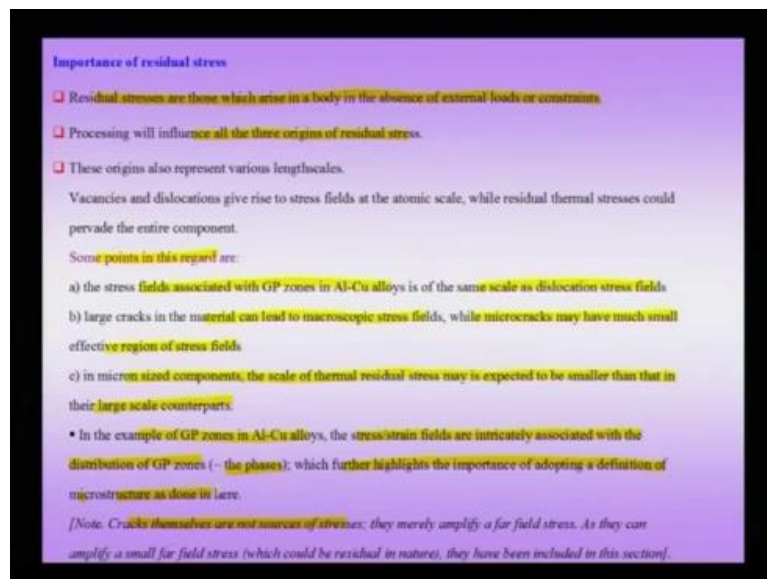 Importance of residual stress
Residual stresses are those which arise in a body in the absence of external loads or constraints.
Processing will influence all the three origins of residual stress.
These origins also represent various lengthscales.
Vacancies and dislocations give rise to stress fields at the atomic scale, while residual thermal stresses could
pervade the entire component.
Some points in this regard are:
a) the stress fields associated with GP zones in Al-Cu alloys is of the same scale as dislocation stress fields
b) large cracks in the material can lead to macroscopic stress fields, while microcracks may have much small
effective region of stress fields
c) in micron sized components, the scale of thermal residual stress may is expected to be smaller than that in
their large scale counterparts.
▪ In the example of GP zones in Al-Cu alloys, the stress/strain fields are intricately associated with the
distribution of GP zones (~ the phases); which further highlights the importance of adopting a definition of
microstructure as done in here.
[Note. Cracks themselves are not sources of stresses; they merely amplify a far field stress. As they can
amplify a small far field stress (which could be residual in nature), they have been included in this section].